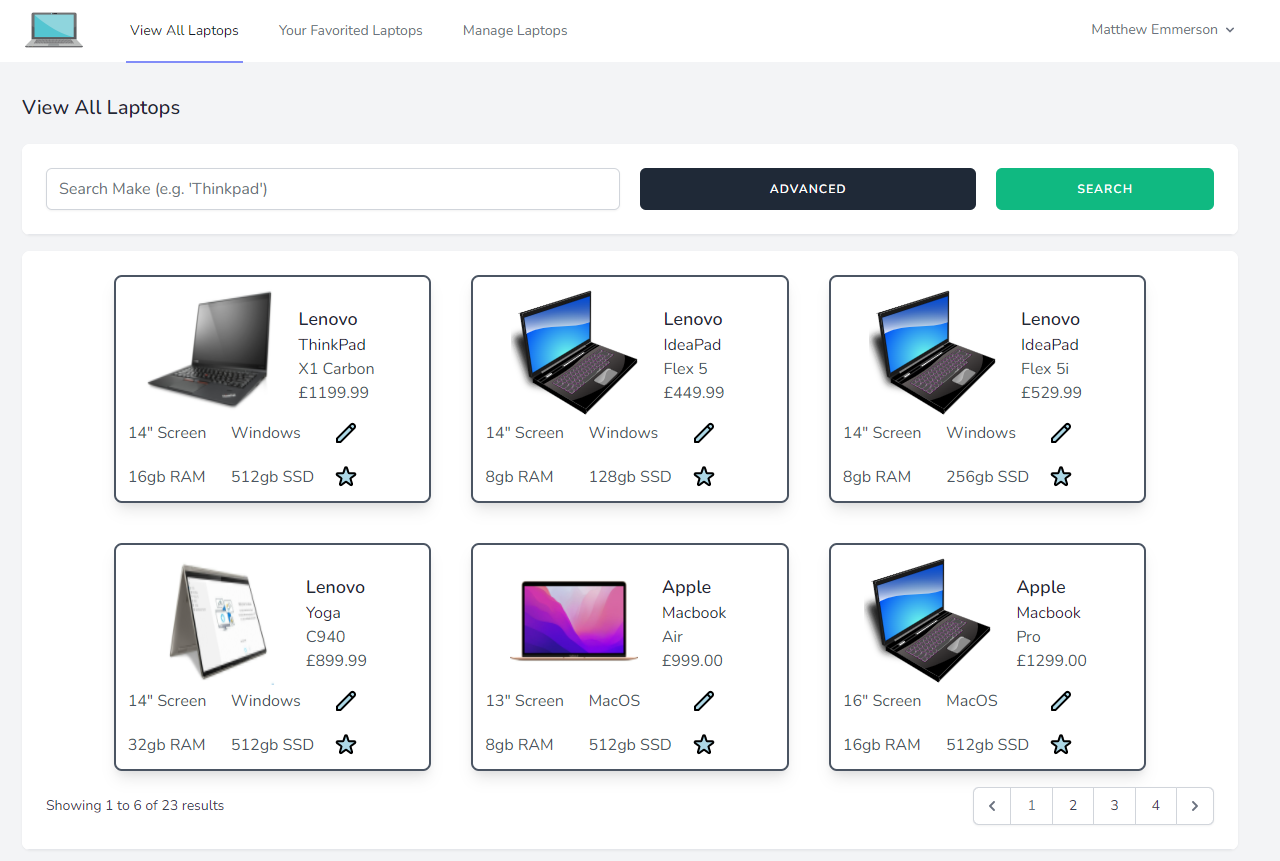 View All Laptops
Your Favorited Laptops
Manage Laptops
Matthew Emmerson
View All Laptops
Search Make (e.g. 'Thinkpad')
ADVANCED
SEARCH
Lenovo
ThinkPad
X1 Carbon
£1199.99
14" Screen Windows
16gb RAM 512gb SSD
Lenovo
IdeaPad
Flex 5
£449.99
14" Screen Windows
8gb RAM 128gb SSD
Lenovo
IdeaPad
Flex 5i
£529.99
14" Screen Windows
8gb RAM 256gb SSD
Lenovo
Yoga
C940
£899.99
14" Screen Windows
32gb RAM 512gb SSD
Apple
Macbook
Air
£999.00
13" Screen MacOS
8gb RAM 512gb SSD
Apple
Macbook
Pro
£1299.00
16" Screen MacOS
16gb RAM 512gb SSD
Showing 1 to 6 of 23 results
1 2 3 4